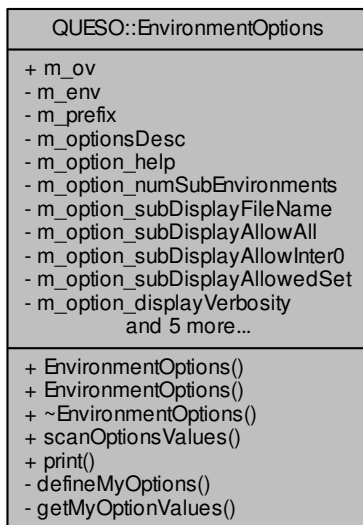 QUESO::EnvironmentOptions
+ m_ov
- m_env
- m_prefix
- m_optionsDesc
- m_option_help
- m_option_numSubEnvironments
- m_option_subDisplayFileName
- m_option_subDisplayAllowAll
- m_option_subDisplayAllowInter0
- m_option_subDisplayAllowedSet
- m_option_displayVerbosity
and 5 more...
+ EnvironmentOptions()
+ EnvironmentOptions()
+ ~EnvironmentOptions()
+ scanOptionsValues()
+ print()
- defineMyOptions()
- getMyOptionValues()